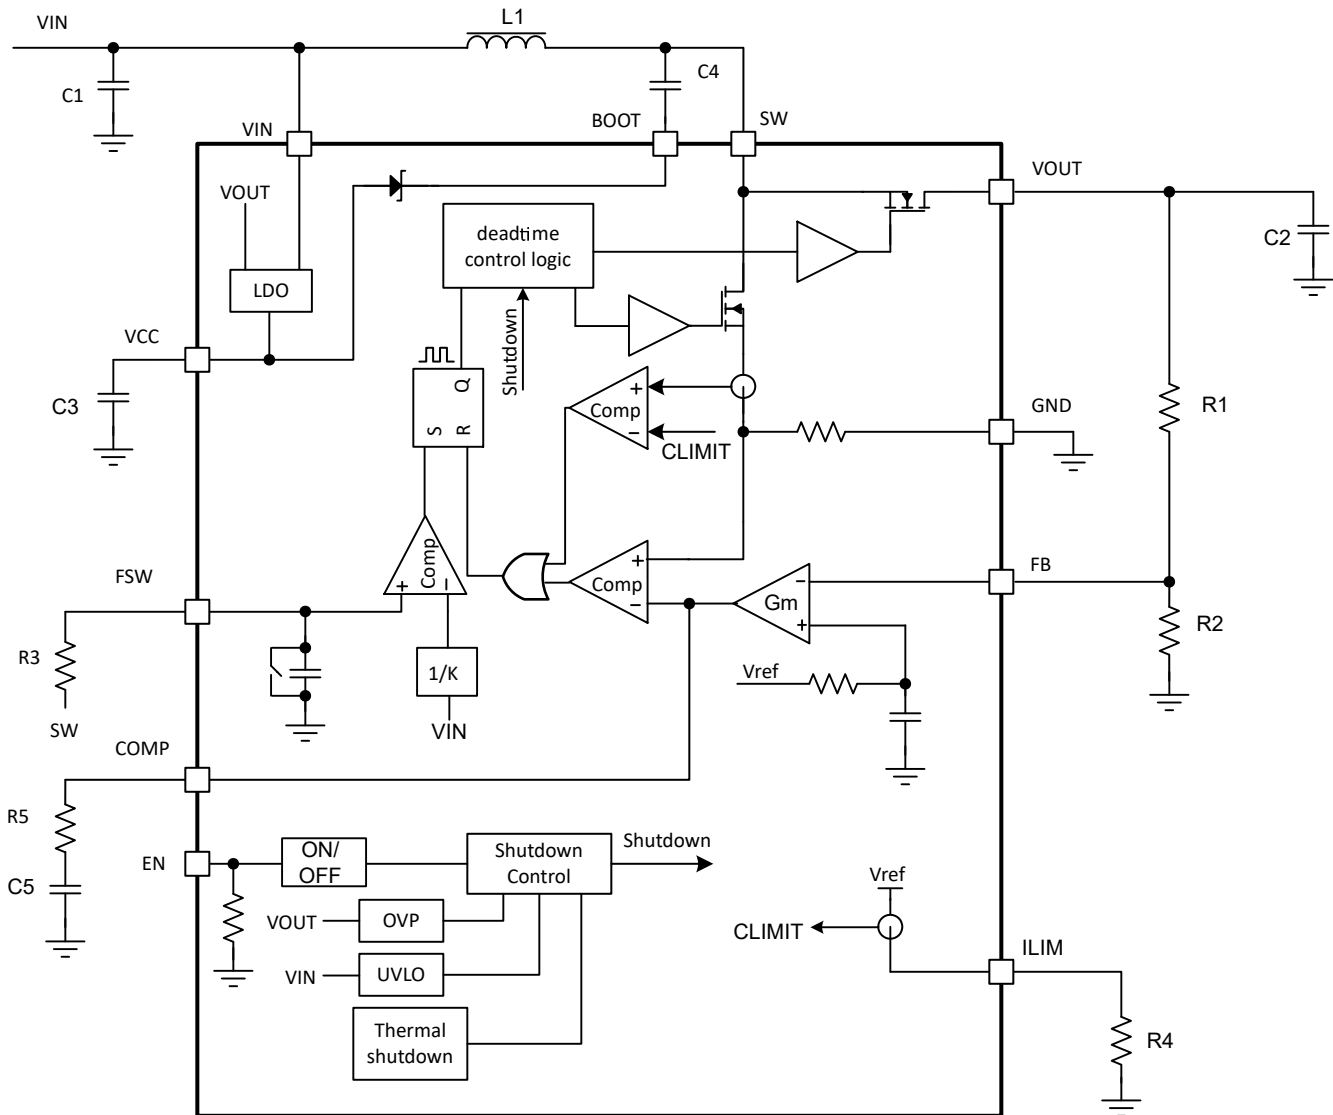 VIN
L1
C1
C4
VIN
BOOT
SW
VOUT
VOUT
deadtime
control logic
C2
LDO
Shutdown
VCC
C3
Q
S
R
+
Comp
−
CLIMIT
GND
R1
FSW
Comp
+
−
+
Comp
−
−
Gm
+
FB
R2
R3
SW
1/K
VIN
Vref
COMP
R5
C5
EN
ON/
OFF
Shutdown
Control
Shutdown
VOUT
OVP
VIN
UVLO
Thermal
shutdown
Vref
CLIMIT
ILIM
R4